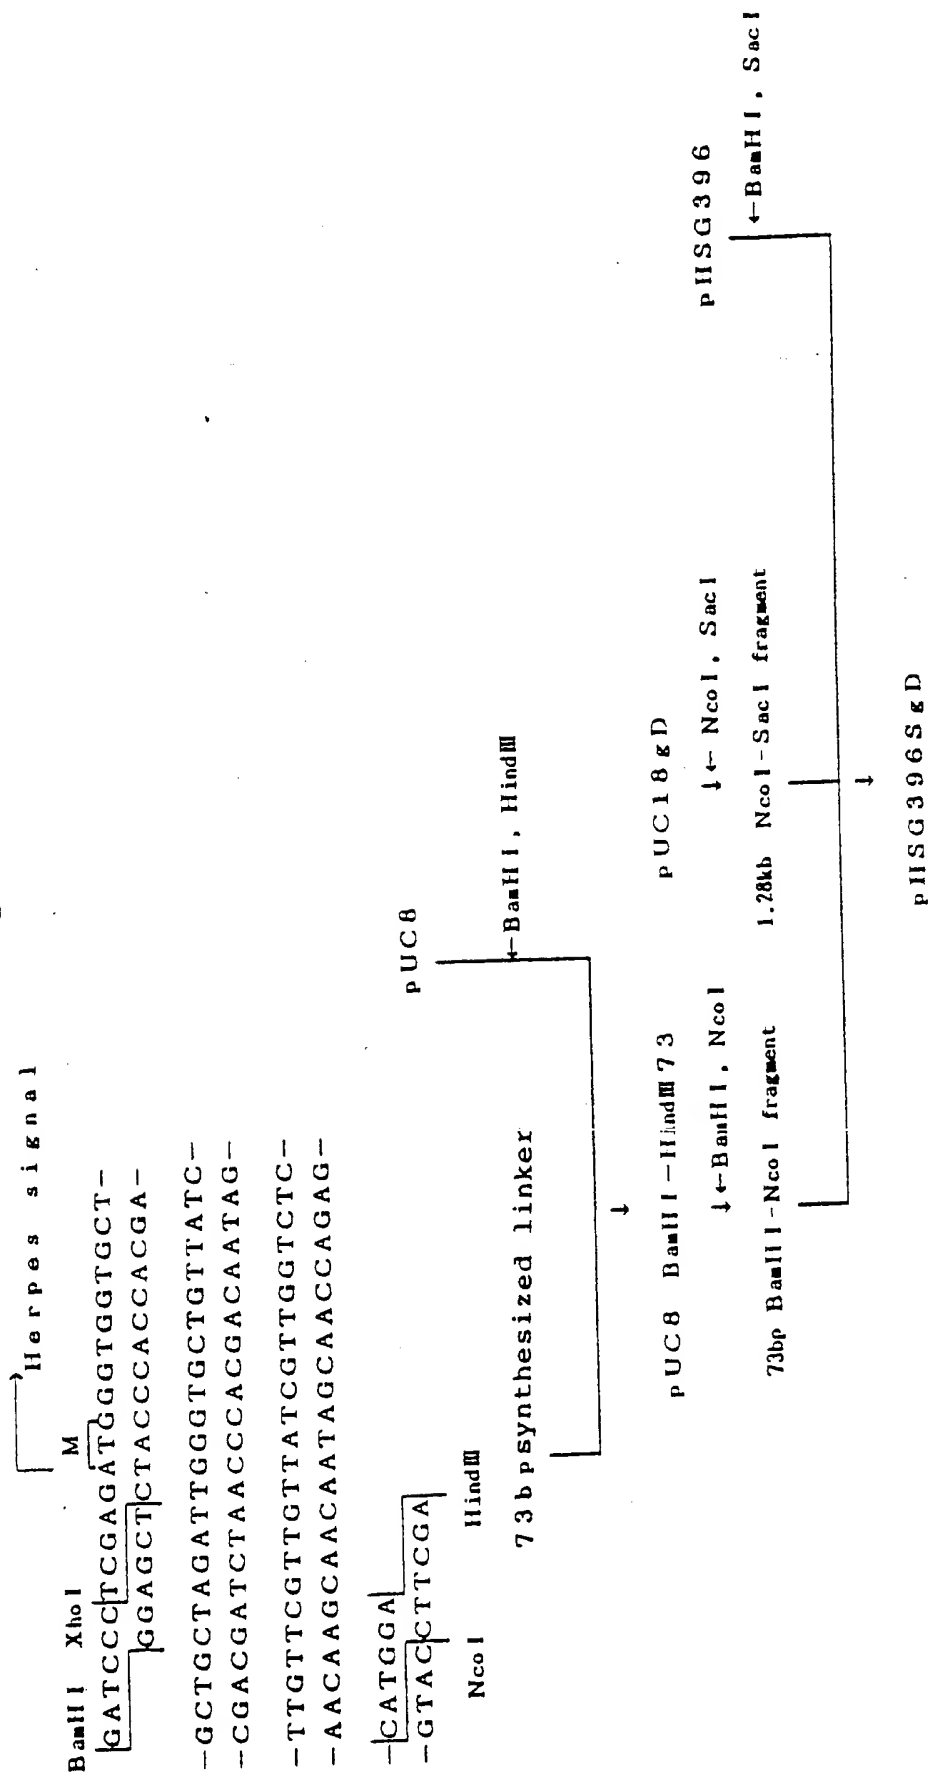 Herpes signal
BamHI XhoI M
GATCCCTCGAGATGGGTGGTGCT-
GGAGCTCTACCCACCACGA-
-GCTGCTAGATTGGGTGCTGTTATC-
-CGACGATCTAACCCACGACAATAG-
-TTGTTCGTTGTTATCGTTGGTCTC-
-AACAAGCAACAATAGCAACCAGAG-
-CATGGA
-GTACCTTCGA
NcoI HindⅢ
73bpsynthesized linker
pUC8
←BamHI, HindⅢ
↓
pUC8 BamHI-HindⅢ73
↓←BamHI, NcoI
73bp BamHI-NcoI fragment
pUC18gD
↓← NcoI, SacI
1.28kb NcoI-SacI fragment
pHSG396
←BamHI, SacI
↓
pHSG396SgD